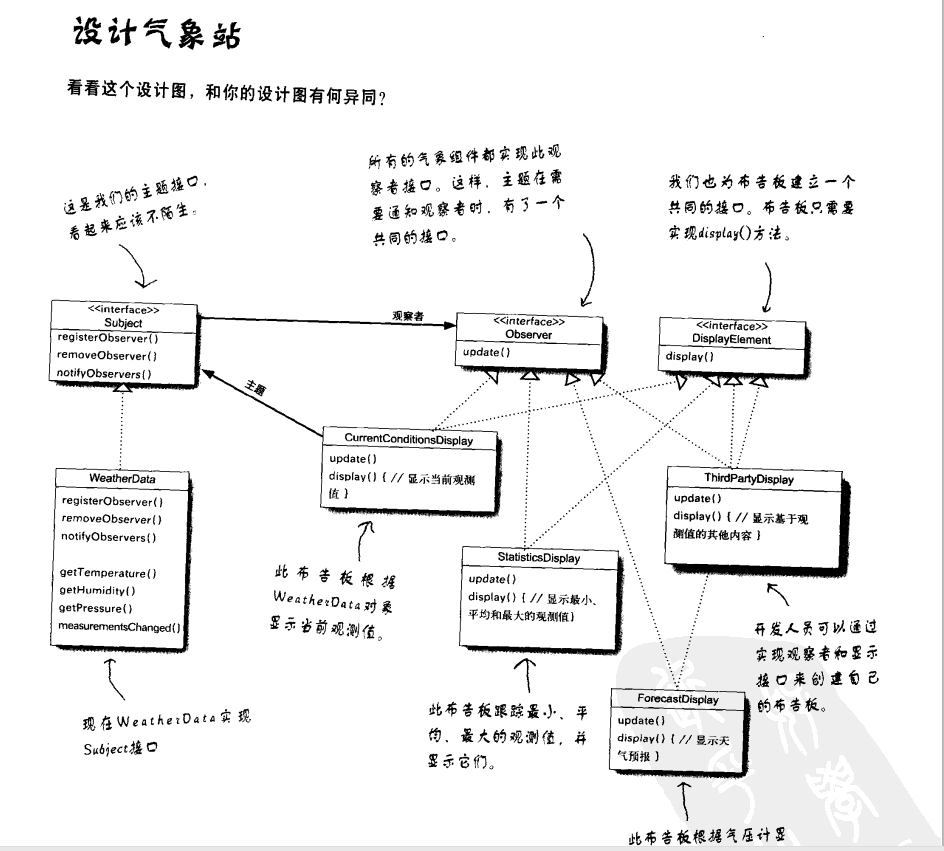 设计气象站
看看这个设计图，和你的设计图有何异同？
这是我们的主题接口，
看起来应该不陌生。
所有的气象组件都实现此观
察者接口。这样，主题在需
要通知观察者时，有了一个
共同的接口。
我们也为布告板建立一个
共同的接口。布告板只需要
实现display()方法。
<<interface>>
Subject
registerObserver()
removeObserver()
notifyObservers()
观察者
<<interface>>
Observer
update()
<<interface>>
DisplayElement
display()
主题
CurrentConditionsDisplay
update()
display() { // 显示当前观测
值 }
WeatherData
registerObserver()
removeObserver()
notifyObservers()
getTemperature()
getHumidity()
getPressure()
measurementsChanged()
ThirdPartyDisplay
update()
display() { // 显示基于观
测值的其他内容 }
StatisticsDisplay
update()
display() { // 显示最小、
平均和最大的观测值}
此布告板根据
WeatherData对象
显示当前观测值。
开发人员可以通过
实现观察者和显示
接口来创建自己
的布告板。
现在WeatherData实现
Subject接口
此布告板跟踪最小、平
均、最大的观测值，并
显示它们。
ForecastDisplay
update()
display() { // 显示天
气预报 }
此布告板根据气压计显